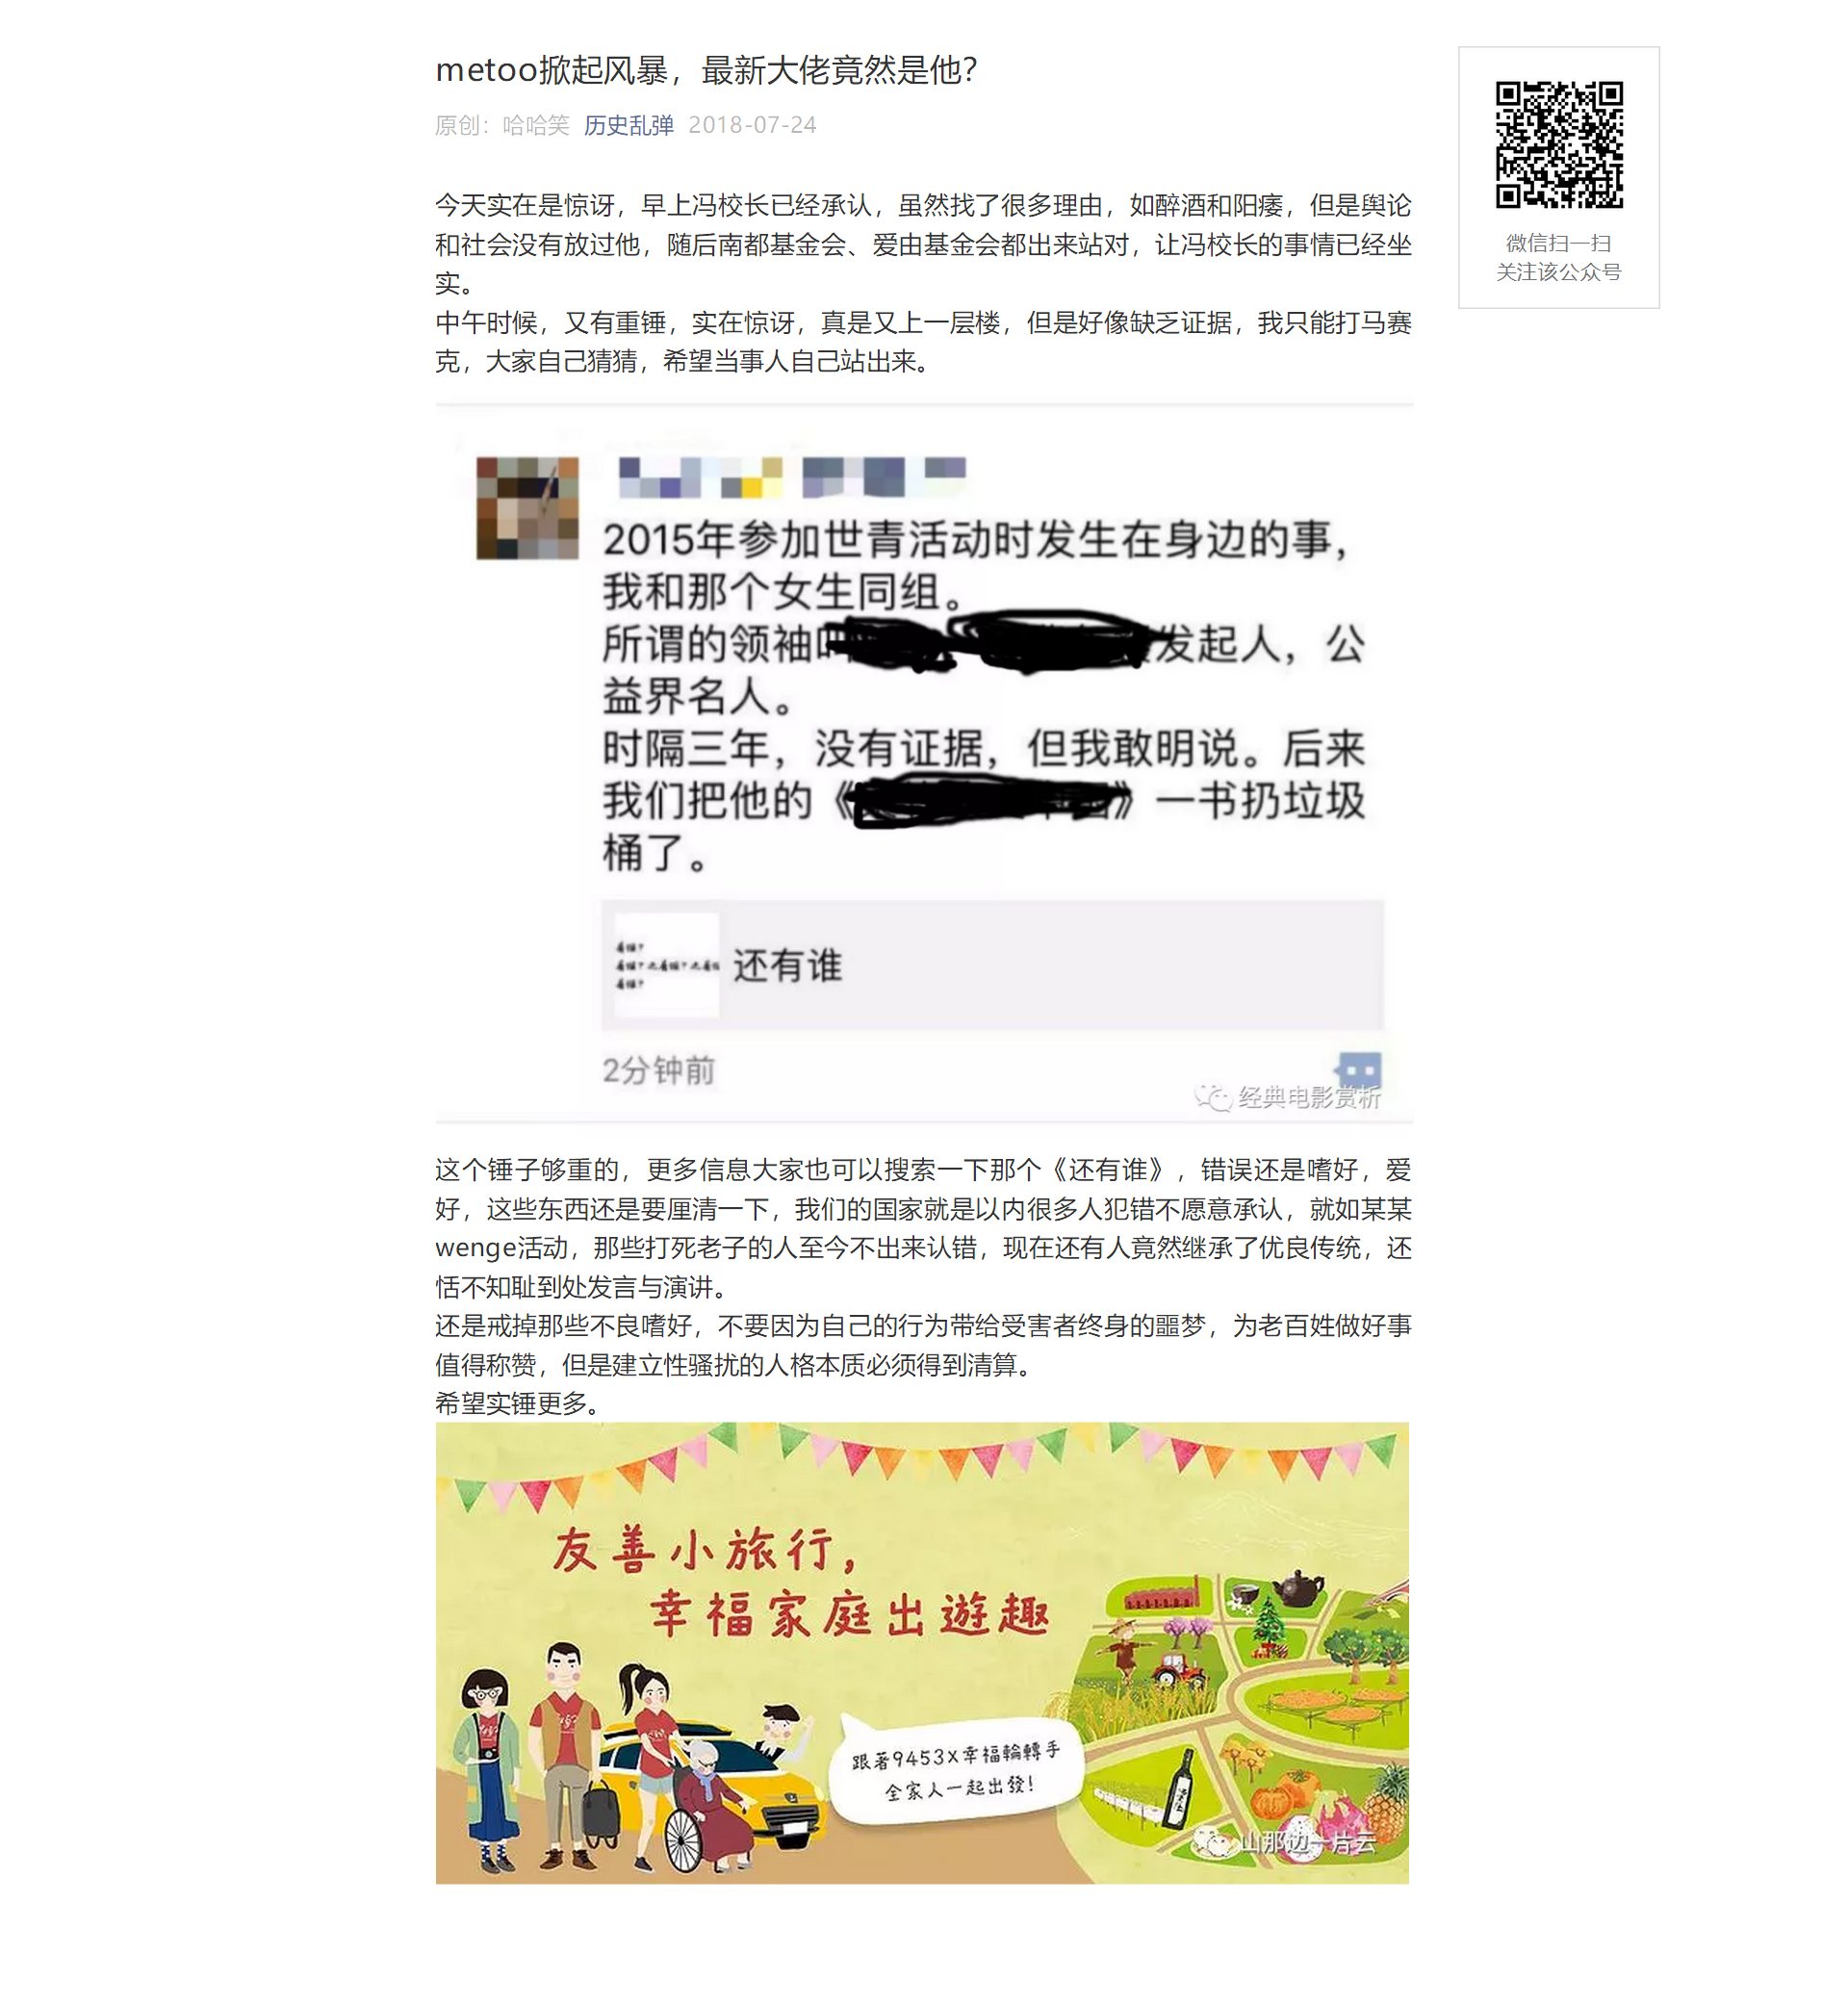 metoo掀起风暴，最新大佬竟然是他？
原创：哈哈笑 历史乱弹 2018-07-24
微信扫一扫
关注该公众号
今天实在是惊讶，早上冯校长已经承认，虽然找了很多理由，如醉酒和阳痿，但是舆论
和社会没有放过他，随后南都基金会、爱由基金会都出来站对，让冯校长的事情已经坐
实。
中午时候，又有重锤，实在惊讶，真是又上一层楼，但是好像缺乏证据，我只能打马赛
克，大家自己猜猜，希望当事人自己站出来。
2015年参加世青活动时发生在身边的事，
我和那个女生同组。
所谓的领袖 发起人，公
益界名人。
时隔三年，没有证据，但我敢明说。后来
我们把他的《 》一书扔垃圾
桶了。
还有谁
2分钟前
经典电影赏析
这个锤子够重的，更多信息大家也可以搜索一下那个《还有谁》，错误还是嗜好，爱
好，这些东西还是要厘清一下，我们的国家就是以内很多人犯错不愿意承认，就如某某
wenge活动，那些打死老子的人至今不出来认错，现在还有人竟然继承了优良传统，还
恬不知耻到处发言与演讲。
还是戒掉那些不良嗜好，不要因为自己的行为带给受害者终身的噩梦，为老百姓做好事
值得称赞，但是建立性骚扰的人格本质必须得到清算。
希望实锤更多。
友善小旅行，
幸福家庭出遊趣
跟著9453X幸福輪轉手
全家人一起出發！
山那边一片云